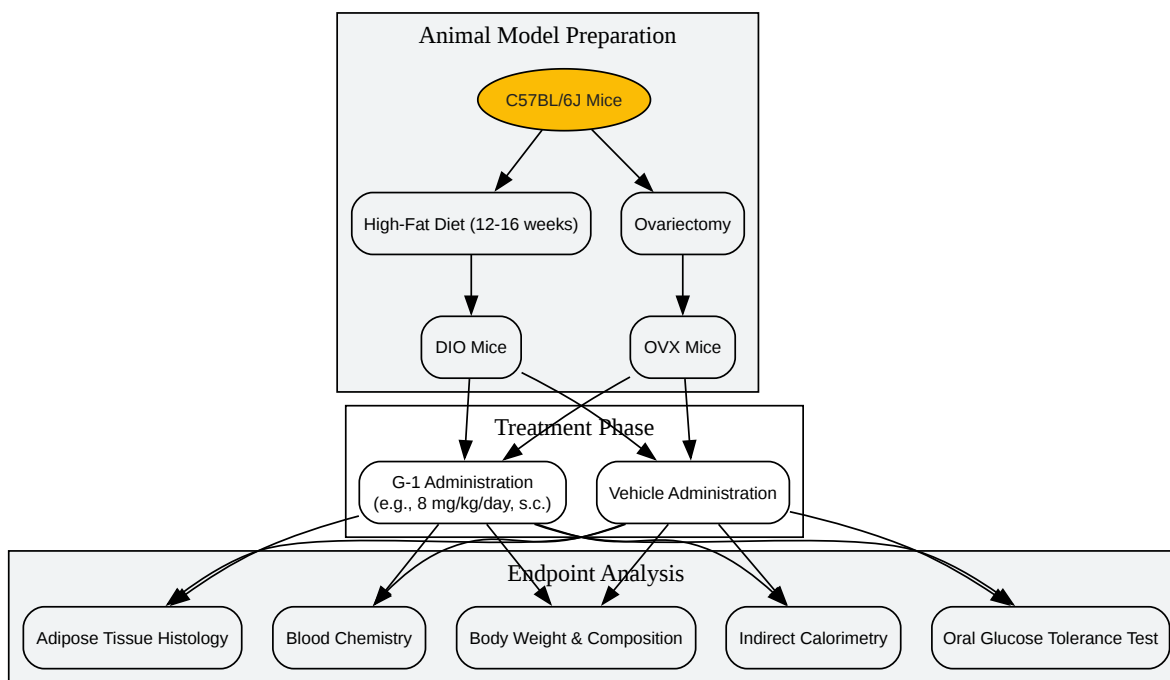 Animal Model Preparation
C57BL/6J Mice
High-Fat Diet (12-16 weeks)
Ovariectomy
DIO Mice
OVX Mice
Treatment Phase
G-1 Administration
(e.g., 8 mg/kg/day, s.c.)
Vehicle Administration
Endpoint Analysis
Adipose Tissue Histology
Blood Chemistry
Body Weight & Composition
Indirect Calorimetry
Oral Glucose Tolerance Test